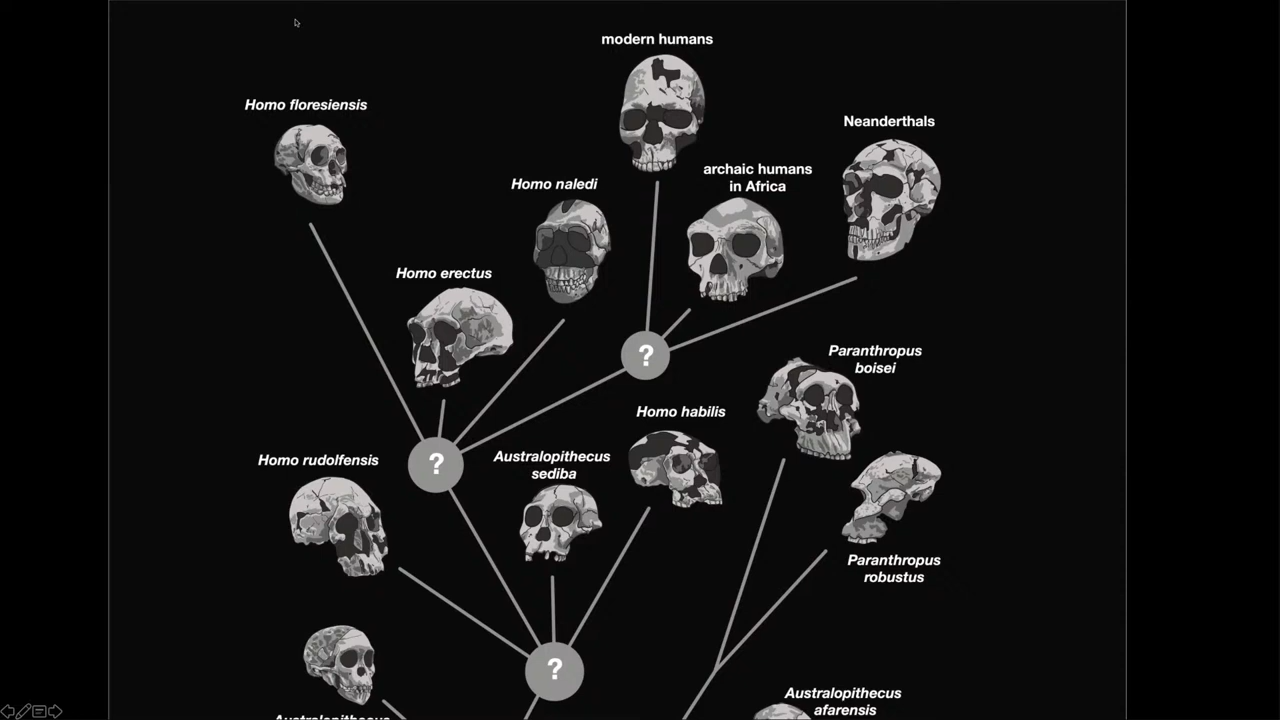 modern humans
Homo floresiensis
Neanderthals
archaic humans
in Africa
Homo naledi
Homo erectus
?
Paranthropus
boisei
Homo habilis
Australopithecus
sediba
Homo rudolfensis
?
Paranthropus
robustus
?
Australopithecus
afarensis
Australopithecus